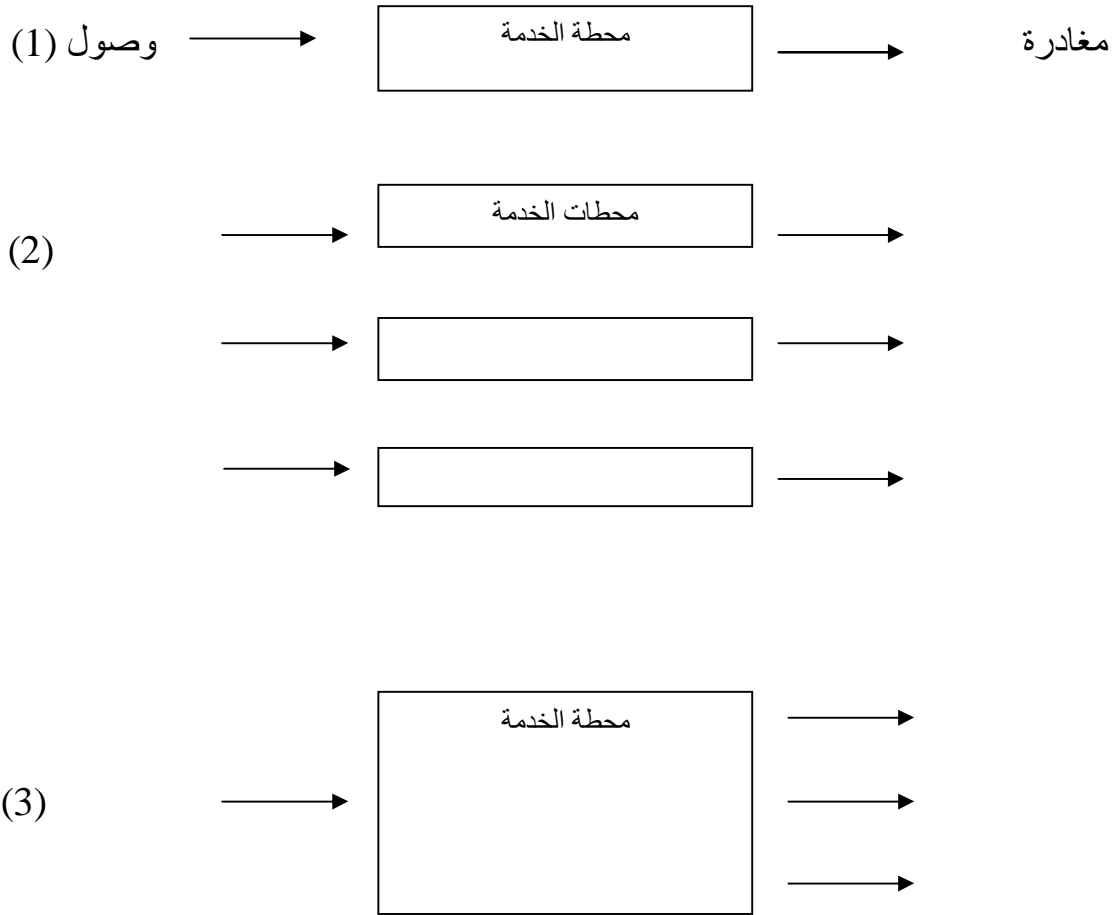 وصول (1)
محطة الخدمة
مغادرة
(2)
محطات الخدمة
(3)
محطة الخدمة